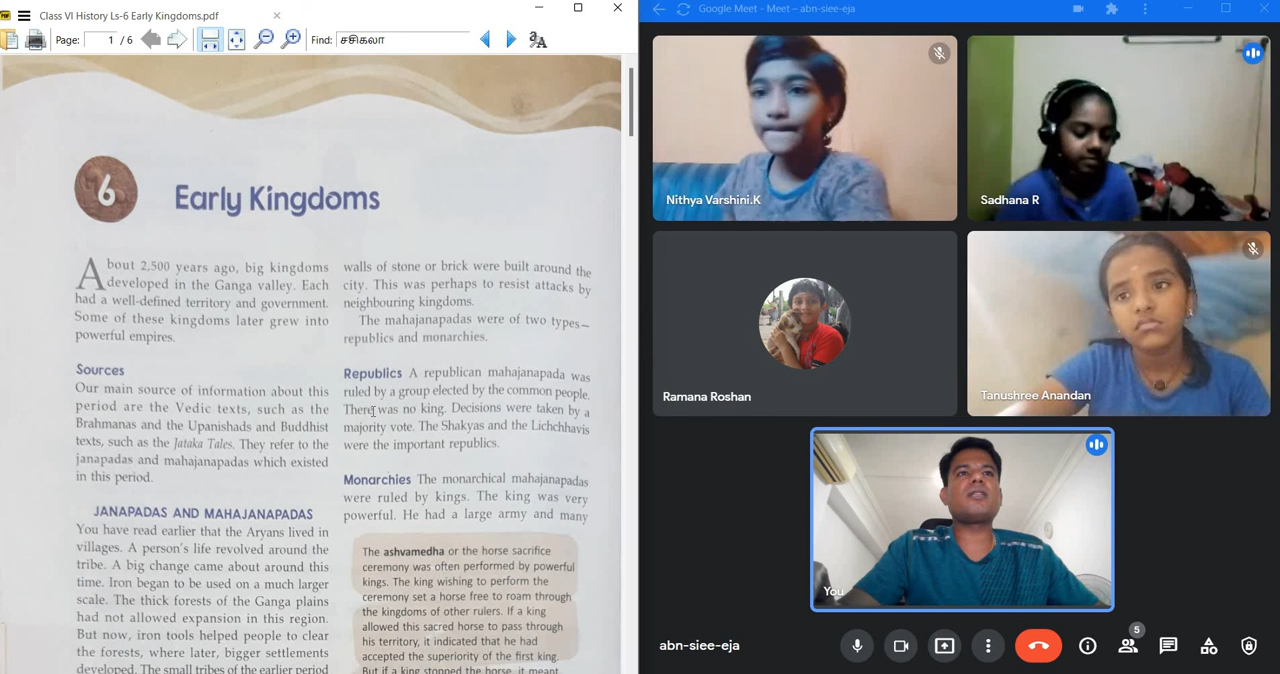 Class VI History Ls-6 Early Kingdoms.pdf
Page: 1 / 6
Find: சசிகலா
6
Early Kingdoms
About 2,500 years ago, big kingdoms
developed in the Ganga valley. Each
had a well-defined territory and government.
Some of these kingdoms later grew into
powerful empires.
Sources
Our main source of information about this
period are the Vedic texts, such as the
Brahmanas and the Upanishads and Buddhist
texts, such as the Jataka Tales. They refer to the
janapadas and mahajanapadas which existed
in this period.
JANAPADAS AND MAHAJANAPADAS
You have read earlier that the Aryans lived in
villages. A person's life revolved around the
tribe. A big change came about around this
time. Iron began to be used on a much larger
scale. The thick forests of the Ganga plains
had not allowed expansion in this region.
But now, iron tools helped people to clear
the forests, where later, bigger settlements
developed. The small tribes of the earlier period
walls of stone or brick were built around the
city. This was perhaps to resist attacks by
neighbouring kingdoms.
The mahajanapadas were of two types—
republics and monarchies.
Republics A republican mahajanapada was
ruled by a group elected by the common people.
There was no king. Decisions were taken by a
majority vote. The Shakyas and the Lichchhavis
were the important republics.
Monarchies The monarchical mahajanapadas
were ruled by kings. The king was very
powerful. He had a large army and many
The ashvamedha or the horse sacrifice
ceremony was often performed by powerful
kings. The king wishing to perform the
ceremony set a horse free to roam through
the kingdoms of other rulers. If a king
allowed this sacred horse to pass through
his territory, it indicated that he had
accepted the superiority of the first king.
But if a king stopped the horse, it meant
Google Meet - Meet – abn-siee-eja
Nithya Varshini.K
Sadhana R
Ramana Roshan
Tanushree Anandan
You
abn-siee-eja
5